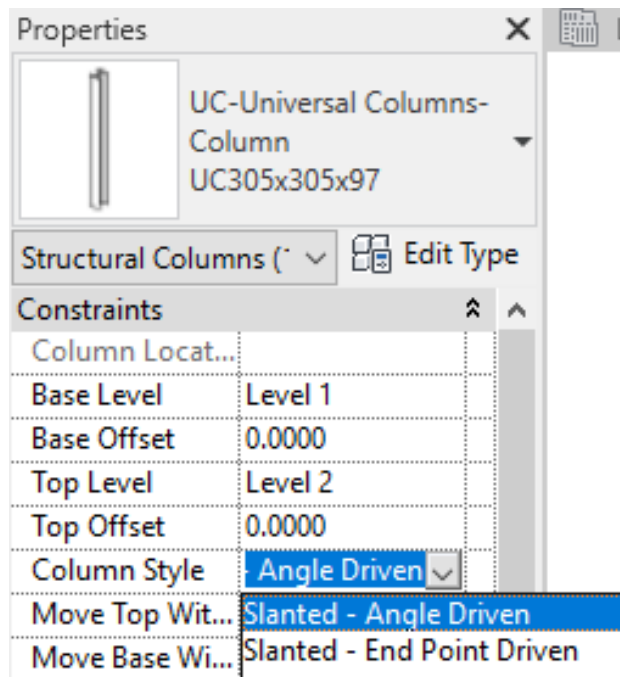 Properties
UC-Universal Columns-
Column
UC305x305x97
Structural Columns (
Edit Type
Constraints
Column Locat...
Base Level Level 1
Base Offset 0.0000
Top Level Level 2
Top Offset 0.0000
Column Style - Angle Driven
Move Top Wit... Slanted - Angle Driven
Move Base Wi... Slanted - End Point Driven